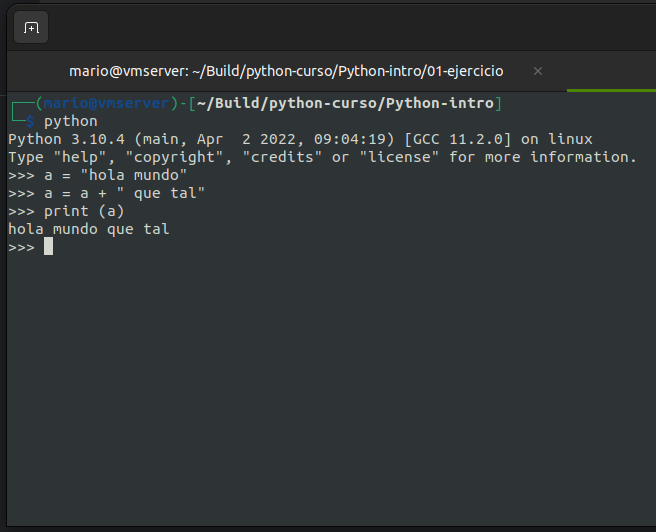 mario@vmserver: ~/Build/python-curso/Python-intro/01-ejercicio ×
┌──(mario@vmserver)-[~/Build/python-curso/Python-intro]
└─$ python
Python 3.10.4 (main, Apr  2 2022, 09:04:19) [GCC 11.2.0] on linux
Type "help", "copyright", "credits" or "license" for more information.
>>> a = "hola mundo"
>>> a = a + " que tal"
>>> print (a)
hola mundo que tal
>>>